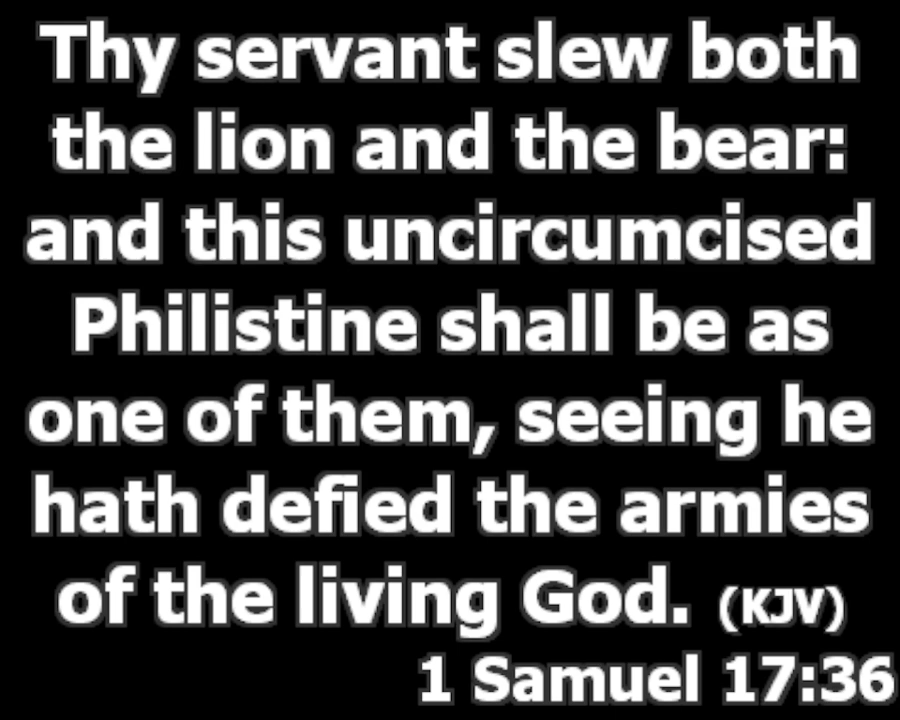 Thy servant slew both
the lion and the bear:
and this uncircumcised
Philistine shall be as
one of them, seeing he
hath defied the armies
of the living God. (KJV)
1 Samuel 17:36